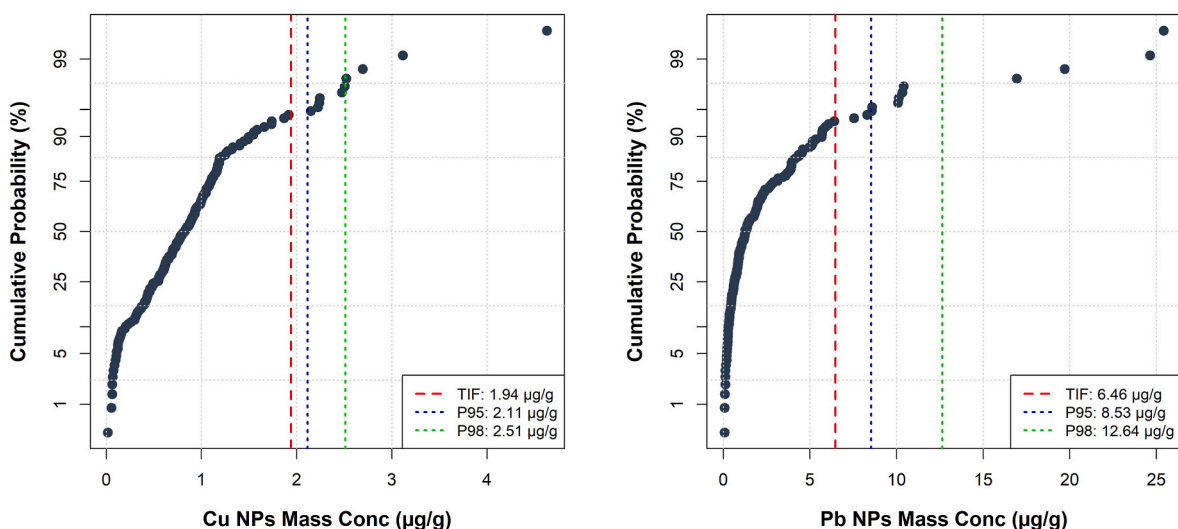 Cumulative Probability (%)
99
90
75
50
25
5
1
TIF: 1.94 µg/g
P95: 2.11 µg/g
P98: 2.51 µg/g
0 1 2 3 4
Cu NPs Mass Conc (µg/g)
Cumulative Probability (%)
99
90
75
50
25
5
1
TIF: 6.46 µg/g
P95: 8.53 µg/g
P98: 12.64 µg/g
0 5 10 15 20 25
Pb NPs Mass Conc (µg/g)